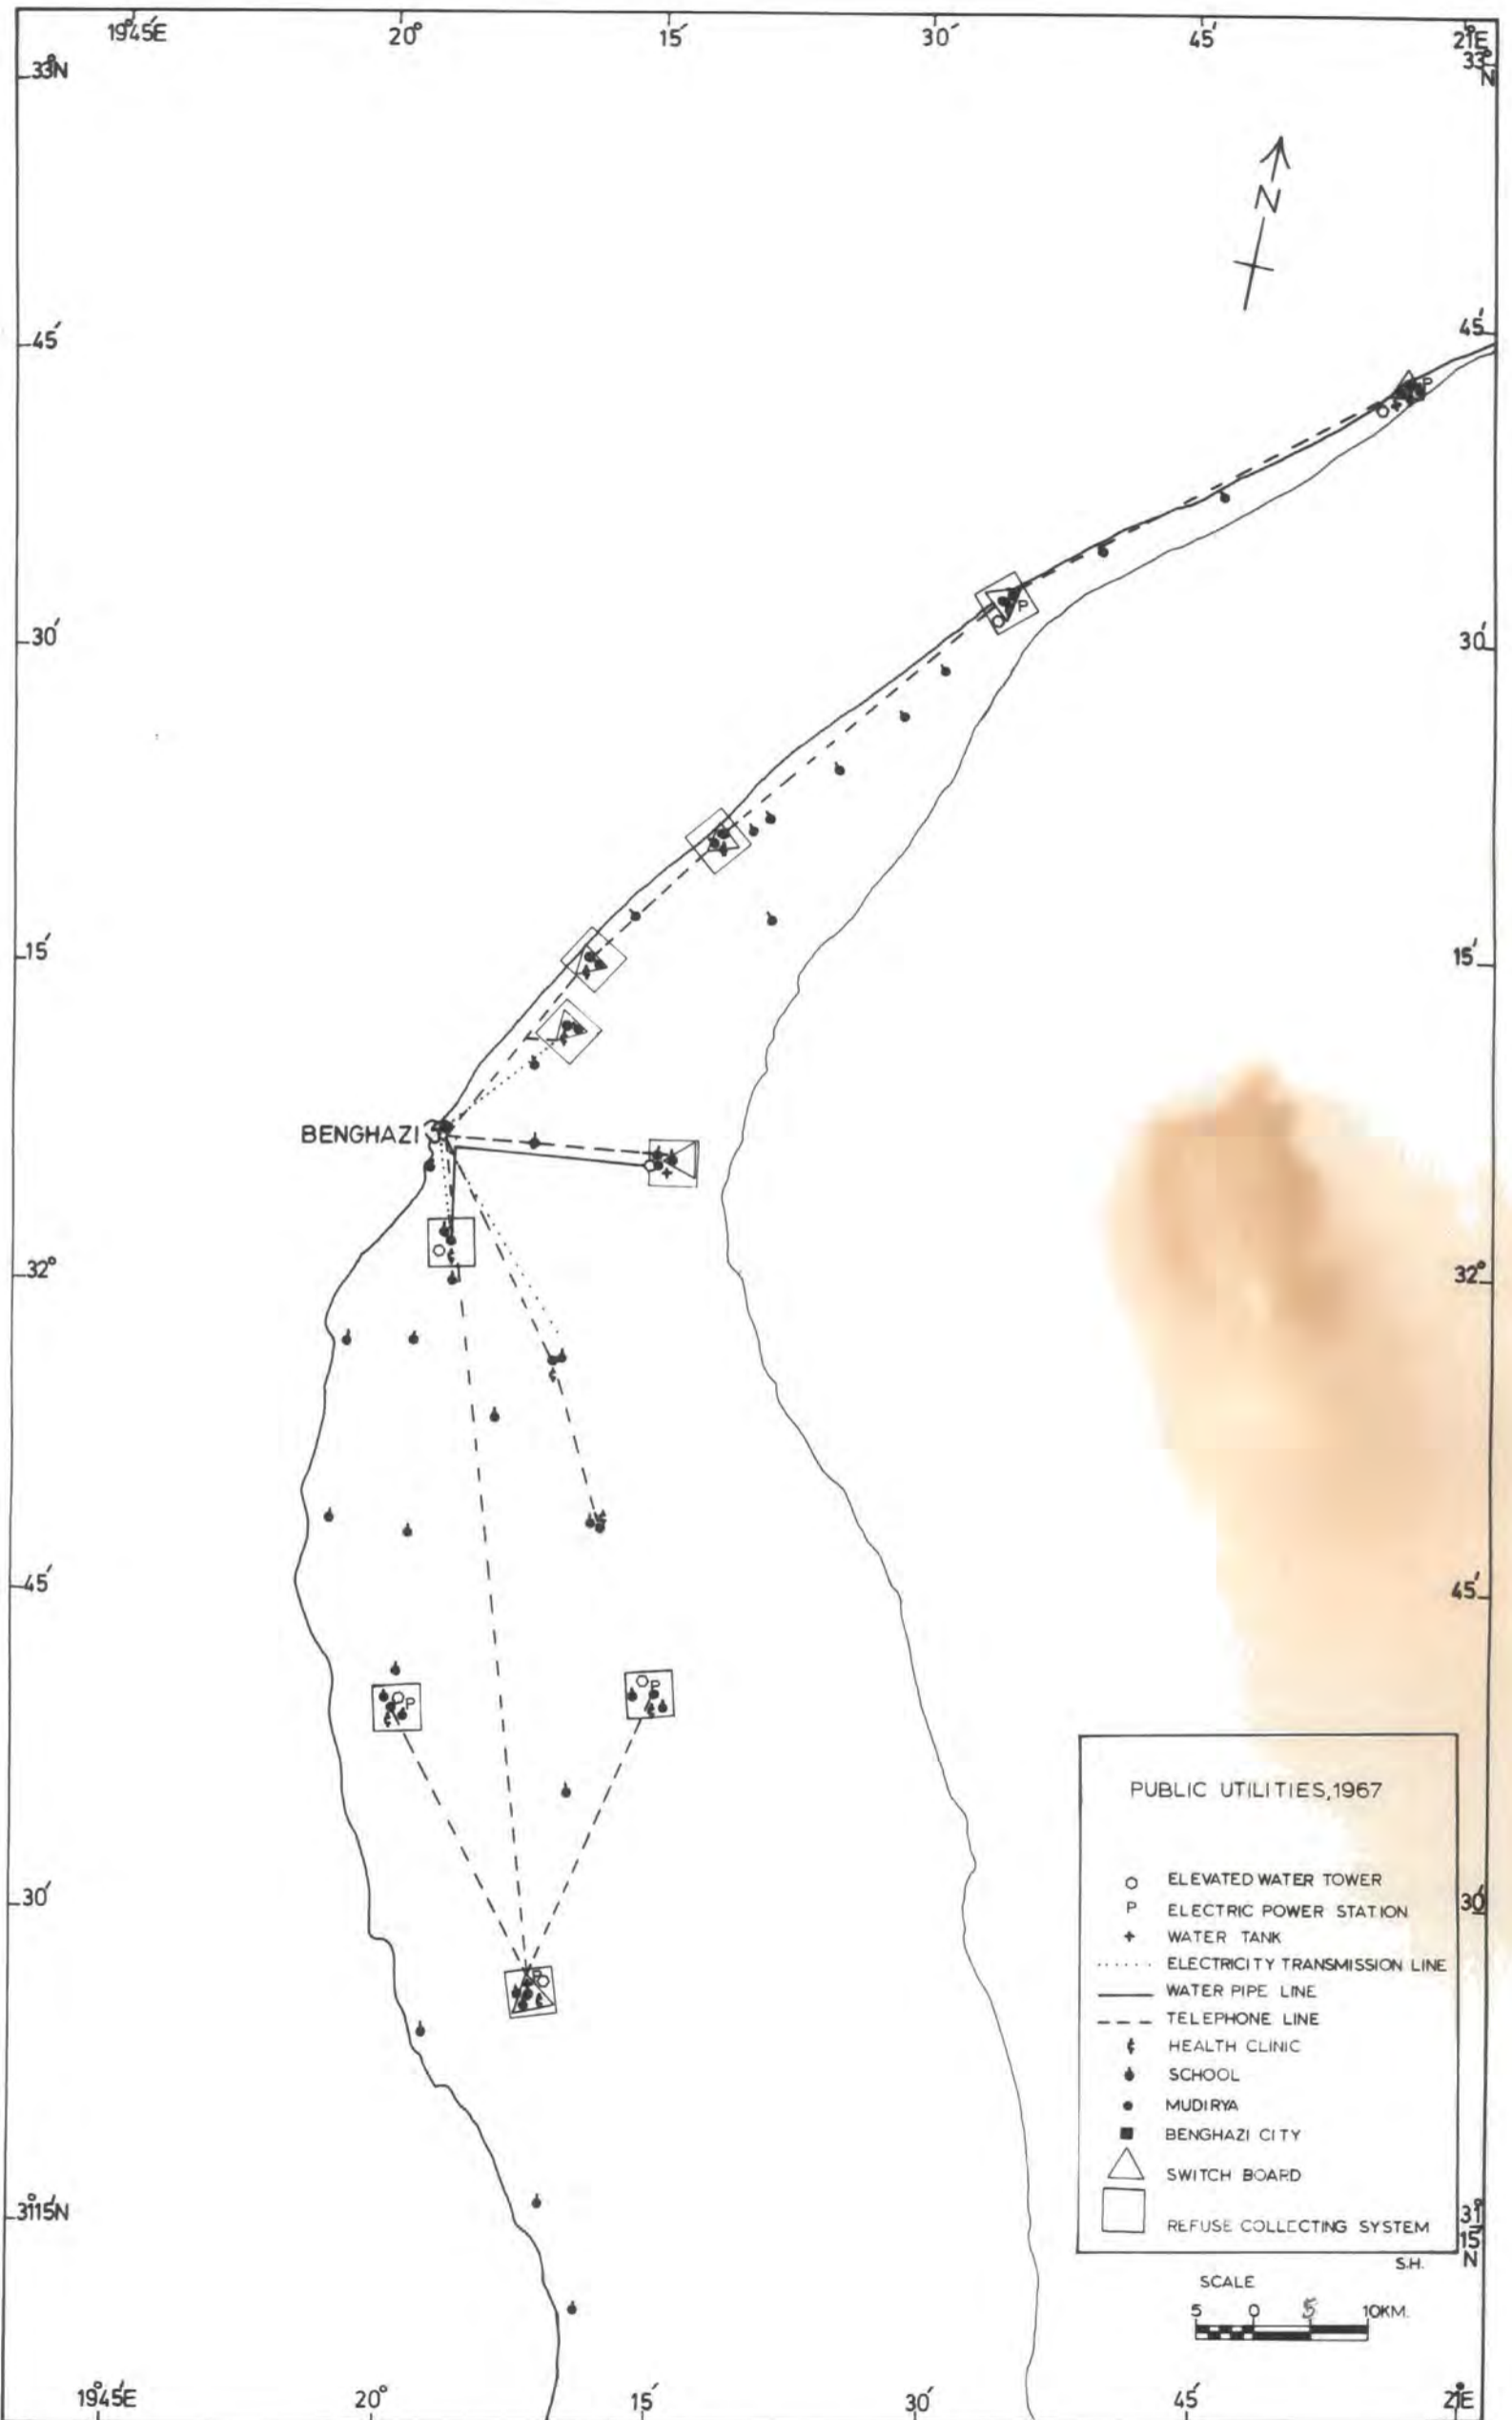 19°45′E 20° 15′ 30′ 45′ 21°E
33°N 33°N
N
45′ 45′
30′ 30′
15′ 15′
BENGHAZI
32° 32°
45′ 45′
30′ 30′
31°15′N 31°15′N
P
P
P
P
P
PUBLIC UTILITIES,1967
ELEVATED WATER TOWER
P ELECTRIC POWER STATION
WATER TANK
ELECTRICITY TRANSMISSION LINE
WATER PIPE LINE
TELEPHONE LINE
HEALTH CLINIC
SCHOOL
MUDIRYA
BENGHAZI CITY
SWITCH BOARD
REFUSE COLLECTING SYSTEM
S.H.
SCALE
5 0 5 10KM.
19°45′E 20° 15′ 30′ 45′ 21°E